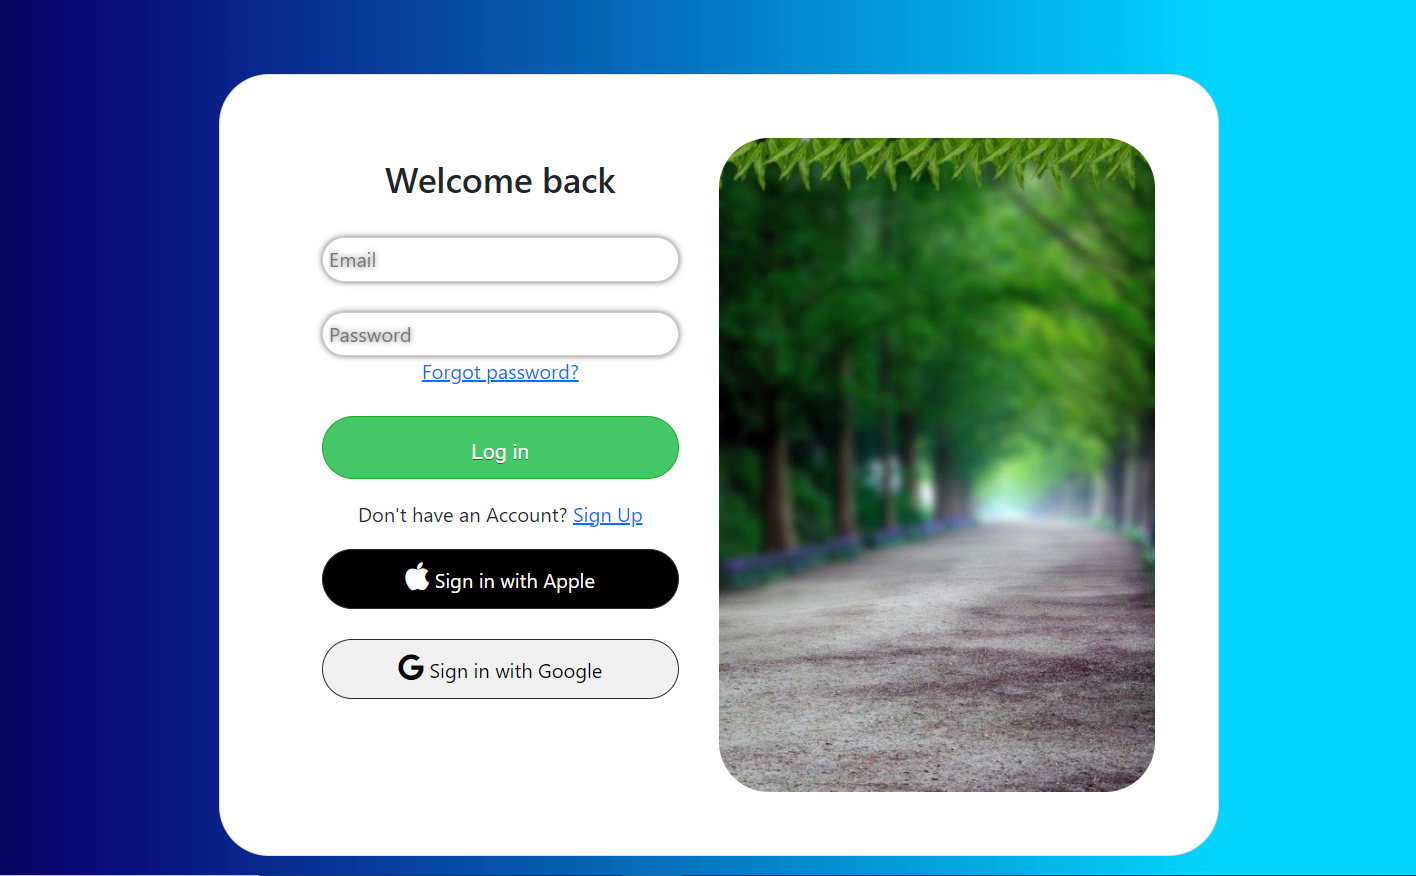 Welcome back
Email
Password
Forgot password?
Log in
Don't have an Account? Sign Up
Sign in with Apple
Sign in with Google